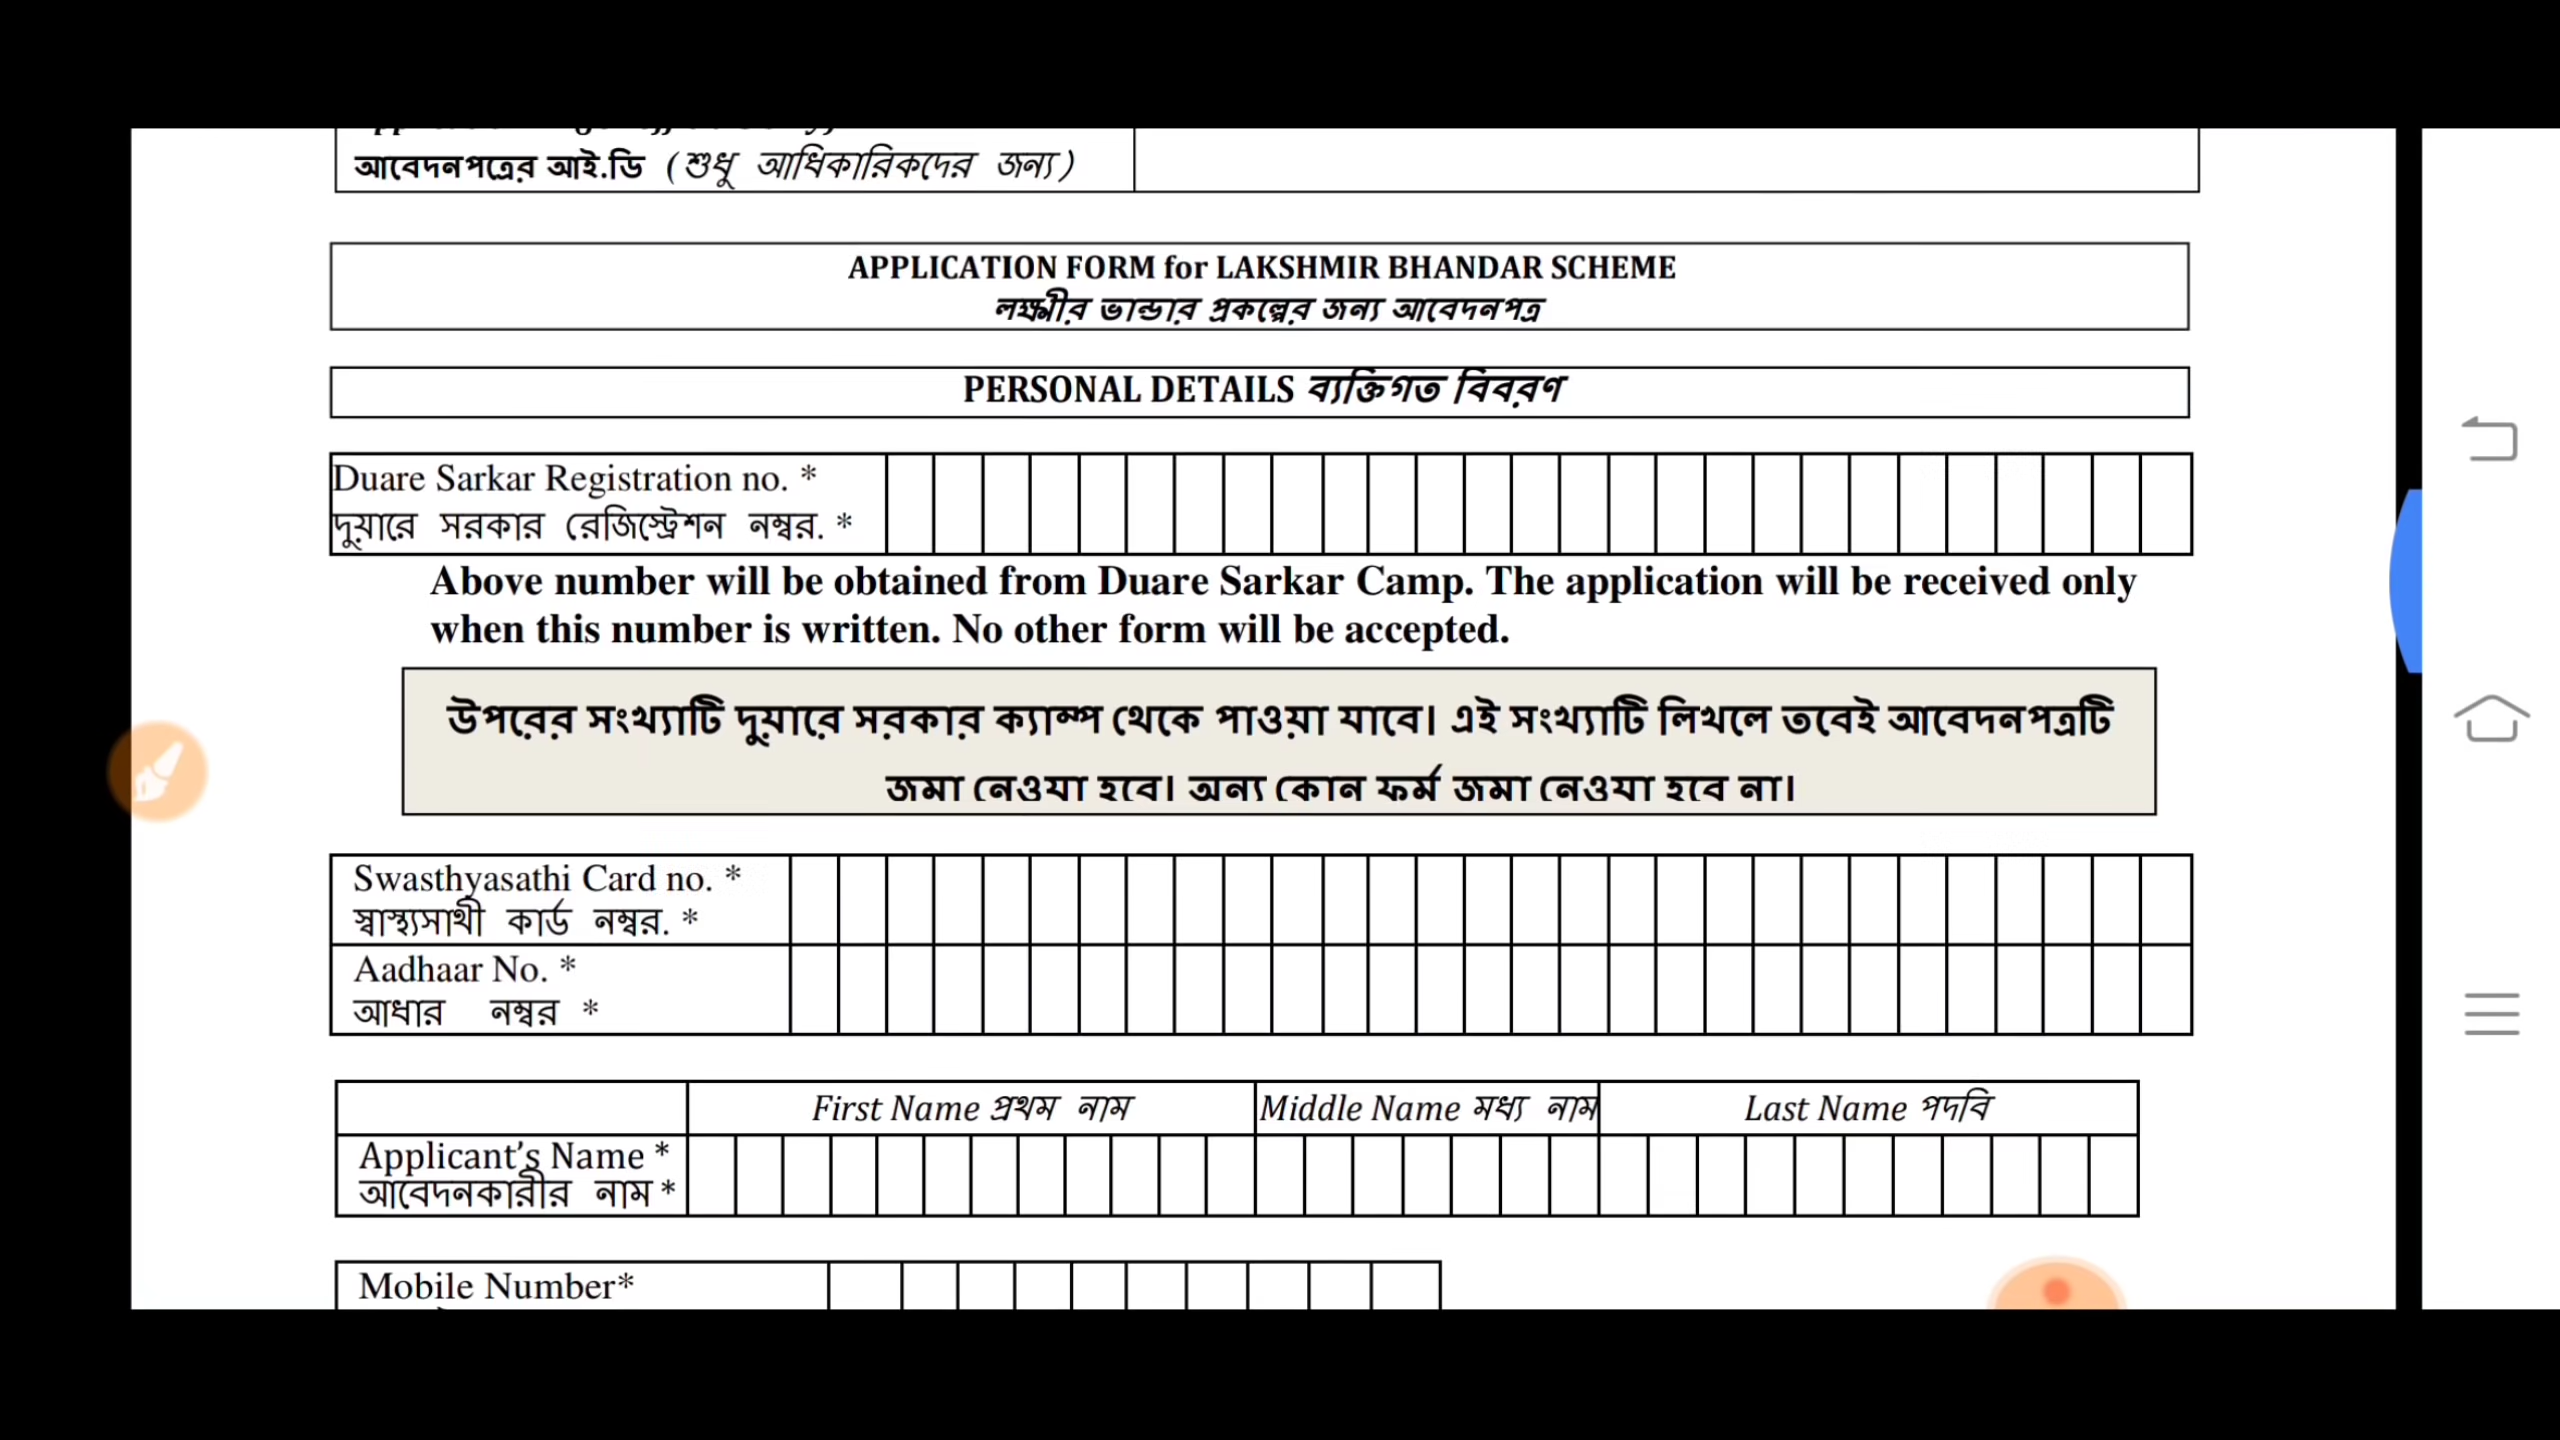 আবেদনপত্রের আই.ডি (শুধু আধিকারিকদের জন্য)
APPLICATION FORM for LAKSHMIR BHANDAR SCHEME
লক্ষ্মীর ভান্ডার প্রকল্পের জন্য আবেদনপত্র
PERSONAL DETAILS ব্যক্তিগত বিবরণ
Duare Sarkar Registration no. *
দুয়ারে সরকার রেজিস্ট্রেশন নম্বর. *
Above number will be obtained from Duare Sarkar Camp. The application will be received only
when this number is written. No other form will be accepted.
উপরের সংখ্যাটি দুয়ারে সরকার ক্যাম্প থেকে পাওয়া যাবে। এই সংখ্যাটি লিখলে তবেই আবেদনপত্রটি
জমা নেওয়া হবে। অন্য কোন ফর্ম জমা নেওয়া হবে না।
Swasthyasathi Card no. *
স্বাস্থ্যসাথী কার্ড নম্বর. *
Aadhaar No. *
আধার নম্বর *
First Name প্রথম নাম Middle Name মধ্য নাম Last Name পদবি
Applicant’s Name *
আবেদনকারীর নাম *
Mobile Number*